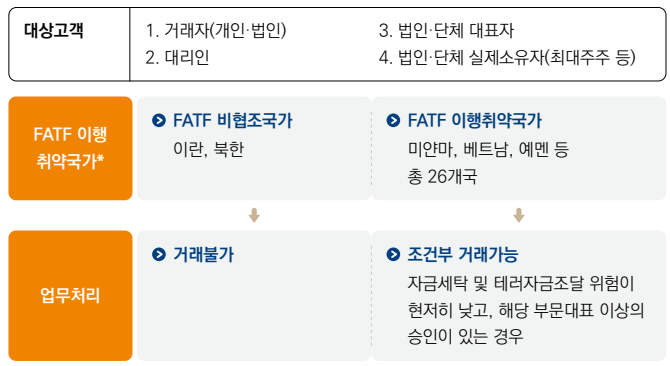 대상고객
1. 거래자(개인·법인)
2. 대리인
3. 법인·단체 대표자
4. 법인·단체 실제소유자(최대주주 등)
FATF 이행
취약국가*
FATF 비협조국가
이란, 북한
FATF 이행취약국가
미얀마, 베트남, 예멘 등
총 26개국
업무처리
거래불가
조건부 거래가능
자금세탁 및 테러자금조달 위험이
현저히 낮고, 해당 부문대표 이상의
승인이 있는 경우